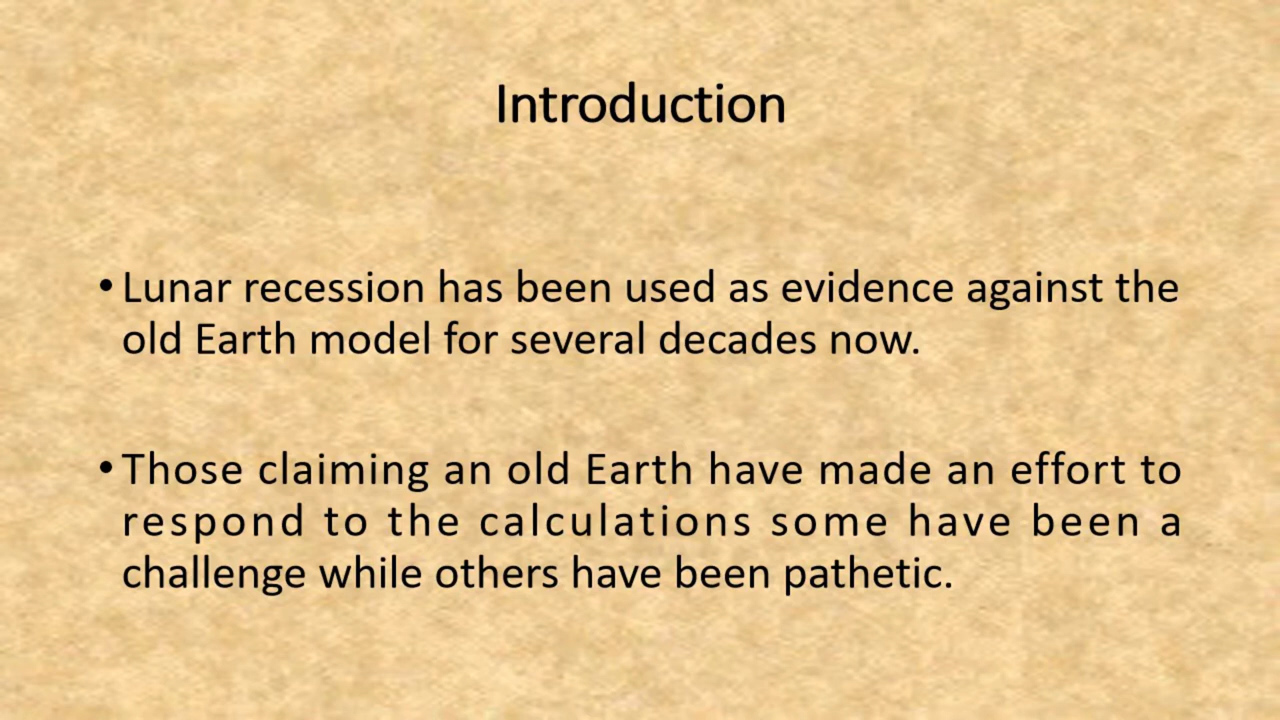 Introduction
• Lunar recession has been used as evidence against the
old Earth model for several decades now.
• Those claiming an old Earth have made an effort to
respond to the calculations some have been a
challenge while others have been pathetic.